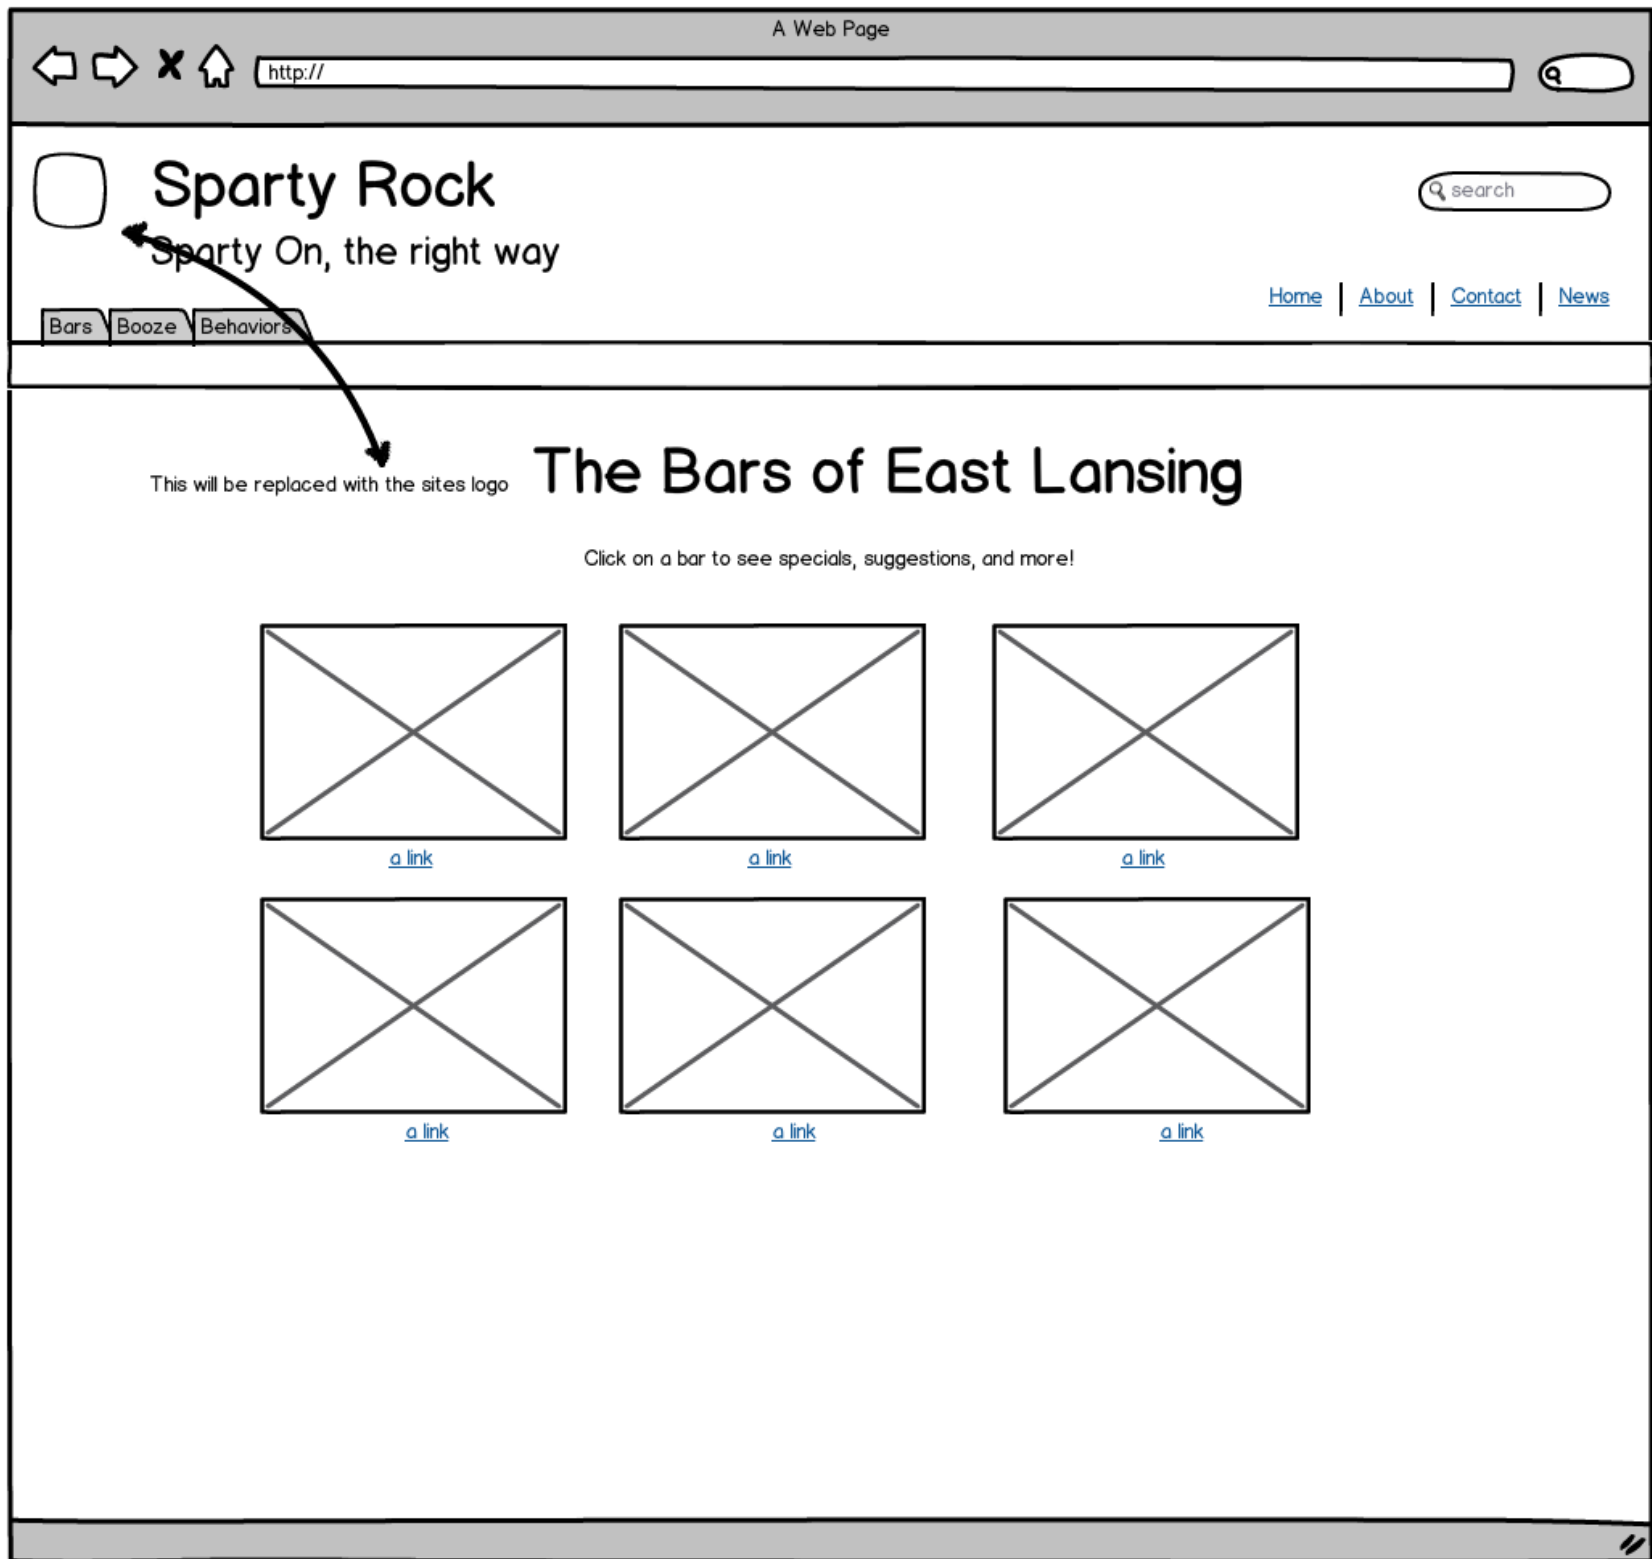 A Web Page
http://
Sparty Rock
search
Sparty On, the right way
Home About Contact News
Bars Booze Behaviors
The Bars of East Lansing
This will be replaced with the sites logo
Click on a bar to see specials, suggestions, and more!
a link a link a link
a link a link a link